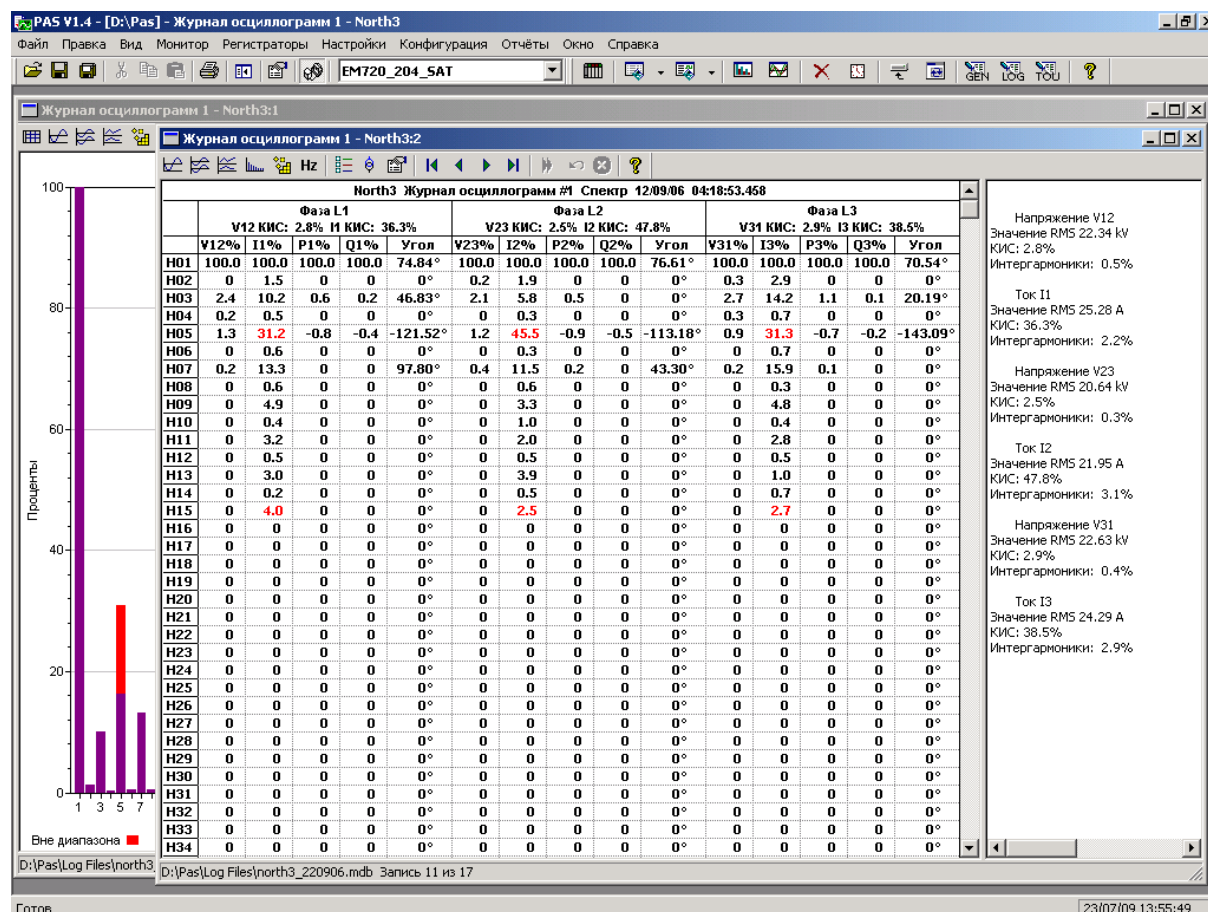 PAS V1.4 - [D:\Pas] - Журнал осциллограмм 1 - North3
Файл Правка Вид Монитор Регистраторы Настройки Конфигурация Отчёты Окно Справка
EM720_204_SAT GEN LOG TOU
Журнал осциллограмм 1 - North3:1
Журнал осциллограмм 1 - North3:2
Hz
100
80
60
40
20
0
Проценты
1 3 5 7
Вне диапазона
D:\Pas\Log Files\north3
North3 Журнал осциллограмм #1 Спектр 12/09/06 04:18:53.458
Фаза L1 Фаза L2 Фаза L3
V12 КИС: 2.8% I1 КИС: 36.3% V23 КИС: 2.5% I2 КИС: 47.8% V31 КИС: 2.9% I3 КИС: 38.5%
V12% I1% P1% Q1% Угол V23% I2% P2% Q2% Угол V31% I3% P3% Q3% Угол
H01 100.0 100.0 100.0 100.0 74.84° 100.0 100.0 100.0 100.0 76.61° 100.0 100.0 100.0 100.0 70.54°
H02 0 1.5 0 0 0° 0.2 1.9 0 0 0° 0.3 2.9 0 0 0°
H03 2.4 10.2 0.6 0.2 46.83° 2.1 5.8 0.5 0 0° 2.7 14.2 1.1 0.1 20.19°
H04 0.2 0.5 0 0 0° 0 0.3 0 0 0° 0.3 0.7 0 0 0°
H05 1.3 31.2 -0.8 -0.4 -121.52° 1.2 45.5 -0.9 -0.5 -113.18° 0.9 31.3 -0.7 -0.2 -143.09°
H06 0 0.6 0 0 0° 0 0.3 0 0 0° 0 0.7 0 0 0°
H07 0.2 13.3 0 0 97.80° 0.4 11.5 0.2 0 43.30° 0.2 15.9 0.1 0 0°
H08 0 0.6 0 0 0° 0 0.6 0 0 0° 0 0.3 0 0 0°
H09 0 4.9 0 0 0° 0 3.3 0 0 0° 0 4.8 0 0 0°
H10 0 0.4 0 0 0° 0 1.0 0 0 0° 0 0.4 0 0 0°
H11 0 3.2 0 0 0° 0 2.0 0 0 0° 0 2.8 0 0 0°
H12 0 0.5 0 0 0° 0 0.5 0 0 0° 0 0.5 0 0 0°
H13 0 3.0 0 0 0° 0 3.9 0 0 0° 0 1.0 0 0 0°
H14 0 0.2 0 0 0° 0 0.5 0 0 0° 0 0.7 0 0 0°
H15 0 4.0 0 0 0° 0 2.5 0 0 0° 0 2.7 0 0 0°
H16 0 0 0 0 0° 0 0 0 0 0° 0 0 0 0 0°
H17 0 0 0 0 0° 0 0 0 0 0° 0 0 0 0 0°
H18 0 0 0 0 0° 0 0 0 0 0° 0 0 0 0 0°
H19 0 0 0 0 0° 0 0 0 0 0° 0 0 0 0 0°
H20 0 0 0 0 0° 0 0 0 0 0° 0 0 0 0 0°
H21 0 0 0 0 0° 0 0 0 0 0° 0 0 0 0 0°
H22 0 0 0 0 0° 0 0 0 0 0° 0 0 0 0 0°
H23 0 0 0 0 0° 0 0 0 0 0° 0 0 0 0 0°
H24 0 0 0 0 0° 0 0 0 0 0° 0 0 0 0 0°
H25 0 0 0 0 0° 0 0 0 0 0° 0 0 0 0 0°
H26 0 0 0 0 0° 0 0 0 0 0° 0 0 0 0 0°
H27 0 0 0 0 0° 0 0 0 0 0° 0 0 0 0 0°
H28 0 0 0 0 0° 0 0 0 0 0° 0 0 0 0 0°
H29 0 0 0 0 0° 0 0 0 0 0° 0 0 0 0 0°
H30 0 0 0 0 0° 0 0 0 0 0° 0 0 0 0 0°
H31 0 0 0 0 0° 0 0 0 0 0° 0 0 0 0 0°
H32 0 0 0 0 0° 0 0 0 0 0° 0 0 0 0 0°
H33 0 0 0 0 0° 0 0 0 0 0° 0 0 0 0 0°
H34 0 0 0 0 0° 0 0 0 0 0° 0 0 0 0 0°
Напряжение V12
Значение RMS 22.34 kV
КИС: 2.8%
Интергармоники: 0.5%
Ток I1
Значение RMS 25.28 A
КИС: 36.3%
Интергармоники: 2.2%
Напряжение V23
Значение RMS 20.64 kV
КИС: 2.5%
Интергармоники: 0.3%
Ток I2
Значение RMS 21.95 A
КИС: 47.8%
Интергармоники: 3.1%
Напряжение V31
Значение RMS 22.63 kV
КИС: 2.9%
Интергармоники: 0.4%
Ток I3
Значение RMS 24.29 A
КИС: 38.5%
Интергармоники: 2.9%
D:\Pas\Log Files\north3_220906.mdb Запись 11 из 17
Готов 23/07/09 13:55:49